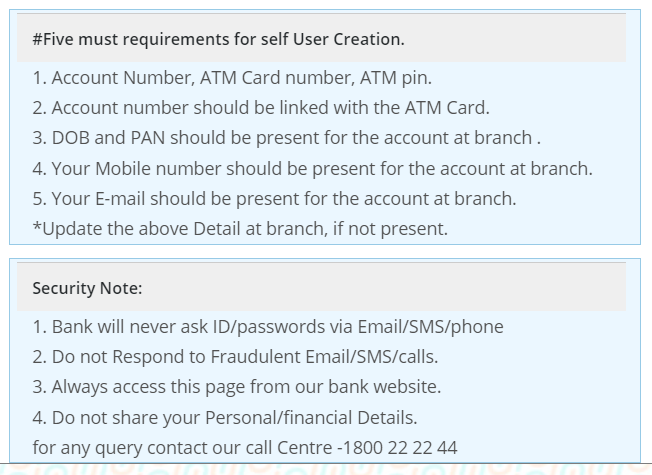 #Five must requirements for self User Creation.
1. Account Number, ATM Card number, ATM pin.
2. Account number should be linked with the ATM Card.
3. DOB and PAN should be present for the account at branch .
4. Your Mobile number should be present for the account at branch.
5. Your E-mail should be present for the account at branch.
*Update the above Detail at branch, if not present.
Security Note:
1. Bank will never ask ID/passwords via Email/SMS/phone
2. Do not Respond to Fraudulent Email/SMS/calls.
3. Always access this page from our bank website.
4. Do not share your Personal/financial Details.
for any query contact our call Centre -1800 22 22 44